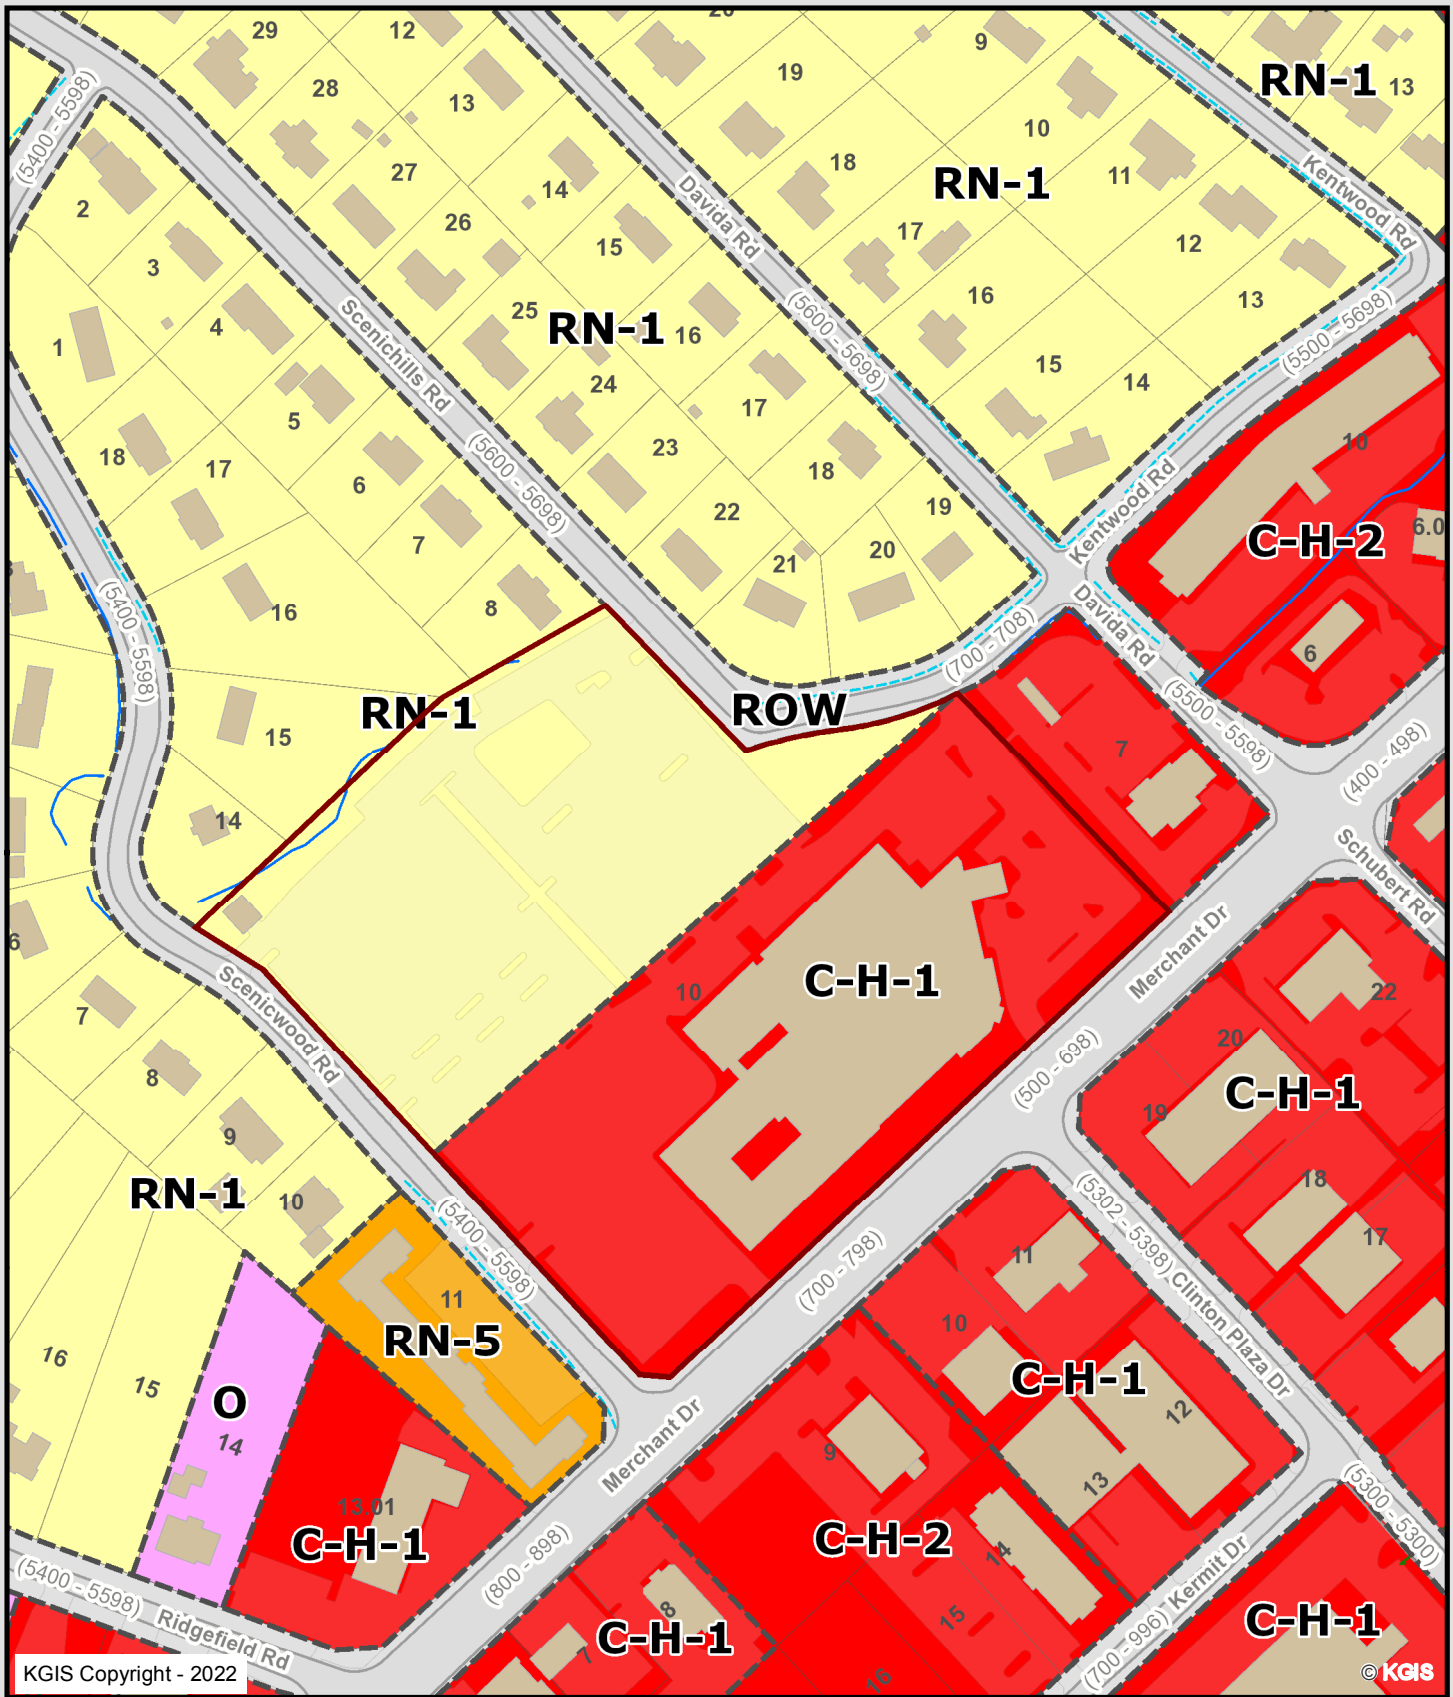 29
12
20
19
9
RN-1
13
28
13
10
(5400 - 5598)
27
14
18
RN-1
11
Kentwood Rd
2
26
Davida Rd
15
17
12
3
25
RN-1
16
16
13
1
4
Scenichills Rd
(5600 - 5698)
(5500 - 5698)
24
15
14
5
17
18
17
23
18
10
6
(5600 - 5698)
22
19
Kentwood Rd
C-H-2
6.0
7
21
20
8
16
(5400 - 5598)
(700 - 708)
Davida Rd
6
RN-1
ROW
15
7
(5500 - 5598)
(400 - 498)
14
Schubert Rd
6
Scenicwood Rd
10
C-H-1
Merchant Dr
22
7
20
8
(500 - 698)
C-H-1
19
9
RN-1
10
18
(5400 - 5598)
(5302 - 5398)
17
11
11
(700 - 798)
Clinton Plaza Dr
RN-5
10
16
15
O
C-H-1
14
12
9
Merchant Dr
13
13.01
C-H-1
C-H-2
14
(5300 - 5300)
(800 - 898)
(5400 - 5598)
Ridgefield Rd
8
C-H-1
7
15
Kermit Dr
(700 - 996)
C-H-1
16
KGIS Copyright - 2022
© KGIS